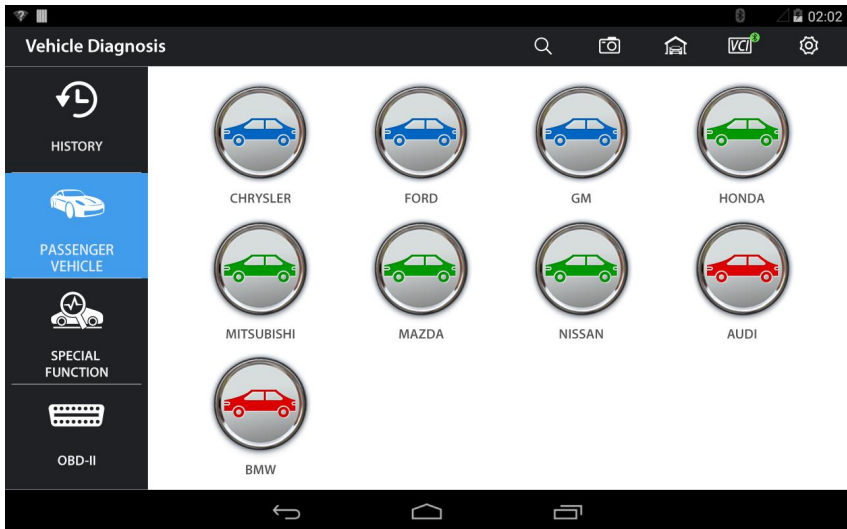 02:02
Vehicle Diagnosis
VCI
HISTORY
PASSENGER
VEHICLE
SPECIAL
FUNCTION
OBD-II
CHRYSLER
FORD
GM
HONDA
MITSUBISHI
MAZDA
NISSAN
AUDI
BMW